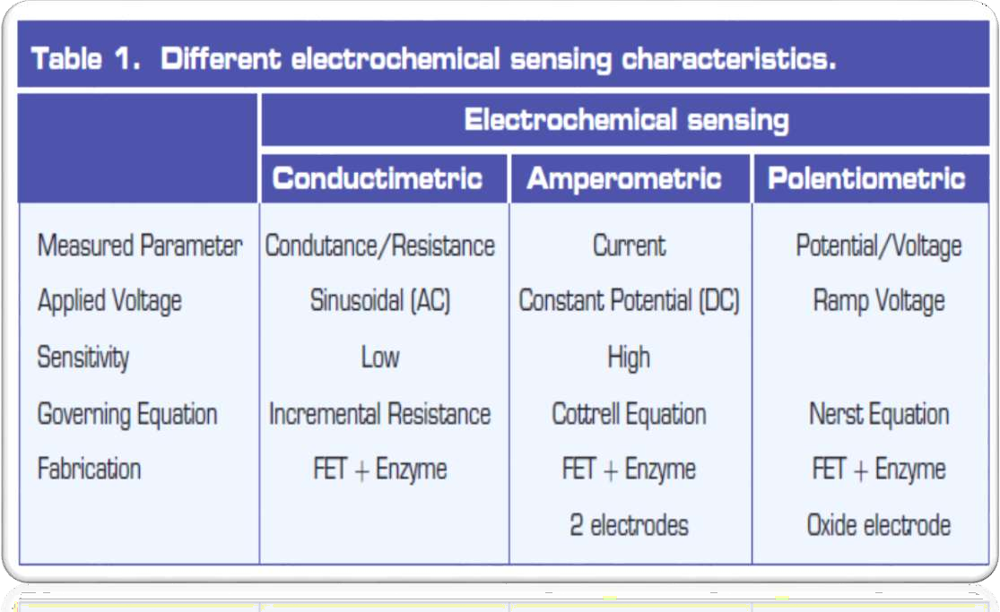 Table 1. Different electrochemical sensing characteristics.
Electrochemical sensing
Conductimetric Amperometric Polentiometric
Measured Parameter Condutance/Resistance Current Potential/Voltage
Applied Voltage Sinusoidal (AC) Constant Potential (DC) Ramp Voltage
Sensitivity Low High
Governing Equation Incremental Resistance Cottrell Equation Nerst Equation
Fabrication FET + Enzyme FET + Enzyme FET + Enzyme
2 electrodes Oxide electrode